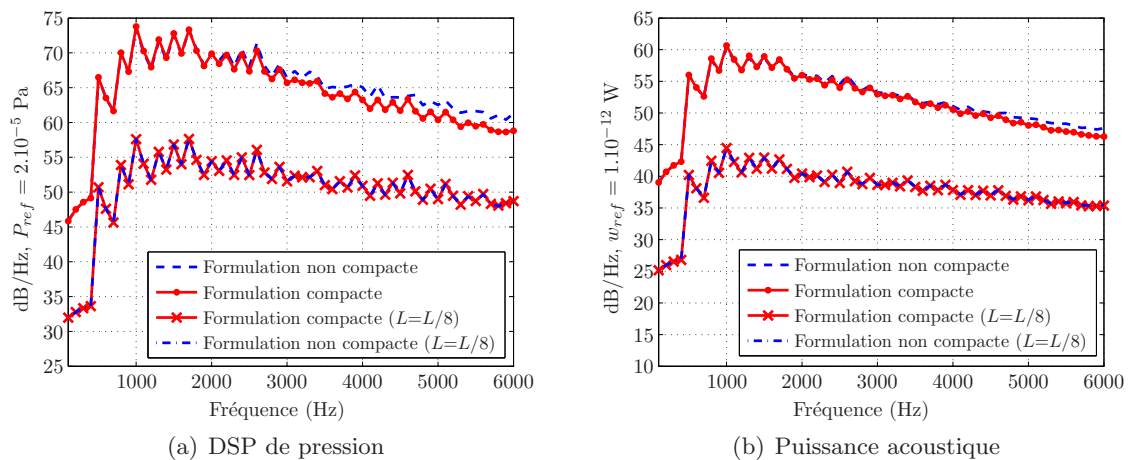 75
70
65
60
55
50
45
40
35
30
25
dB/Hz, P_ref = 2.10^-5 Pa
Formulation non compacte
Formulation compacte
Formulation compacte (L=L/8)
Formulation non compacte (L=L/8)
1000 2000 3000 4000 5000 6000
Fréquence (Hz)
(a) DSP de pression
65
60
55
50
45
40
35
30
25
20
15
10
dB/Hz, w_ref = 1.10^-12 W
Formulation non compacte
Formulation compacte
Formulation compacte (L=L/8)
Formulation non compacte (L=L/8)
1000 2000 3000 4000 5000 6000
Fréquence (Hz)
(b) Puissance acoustique